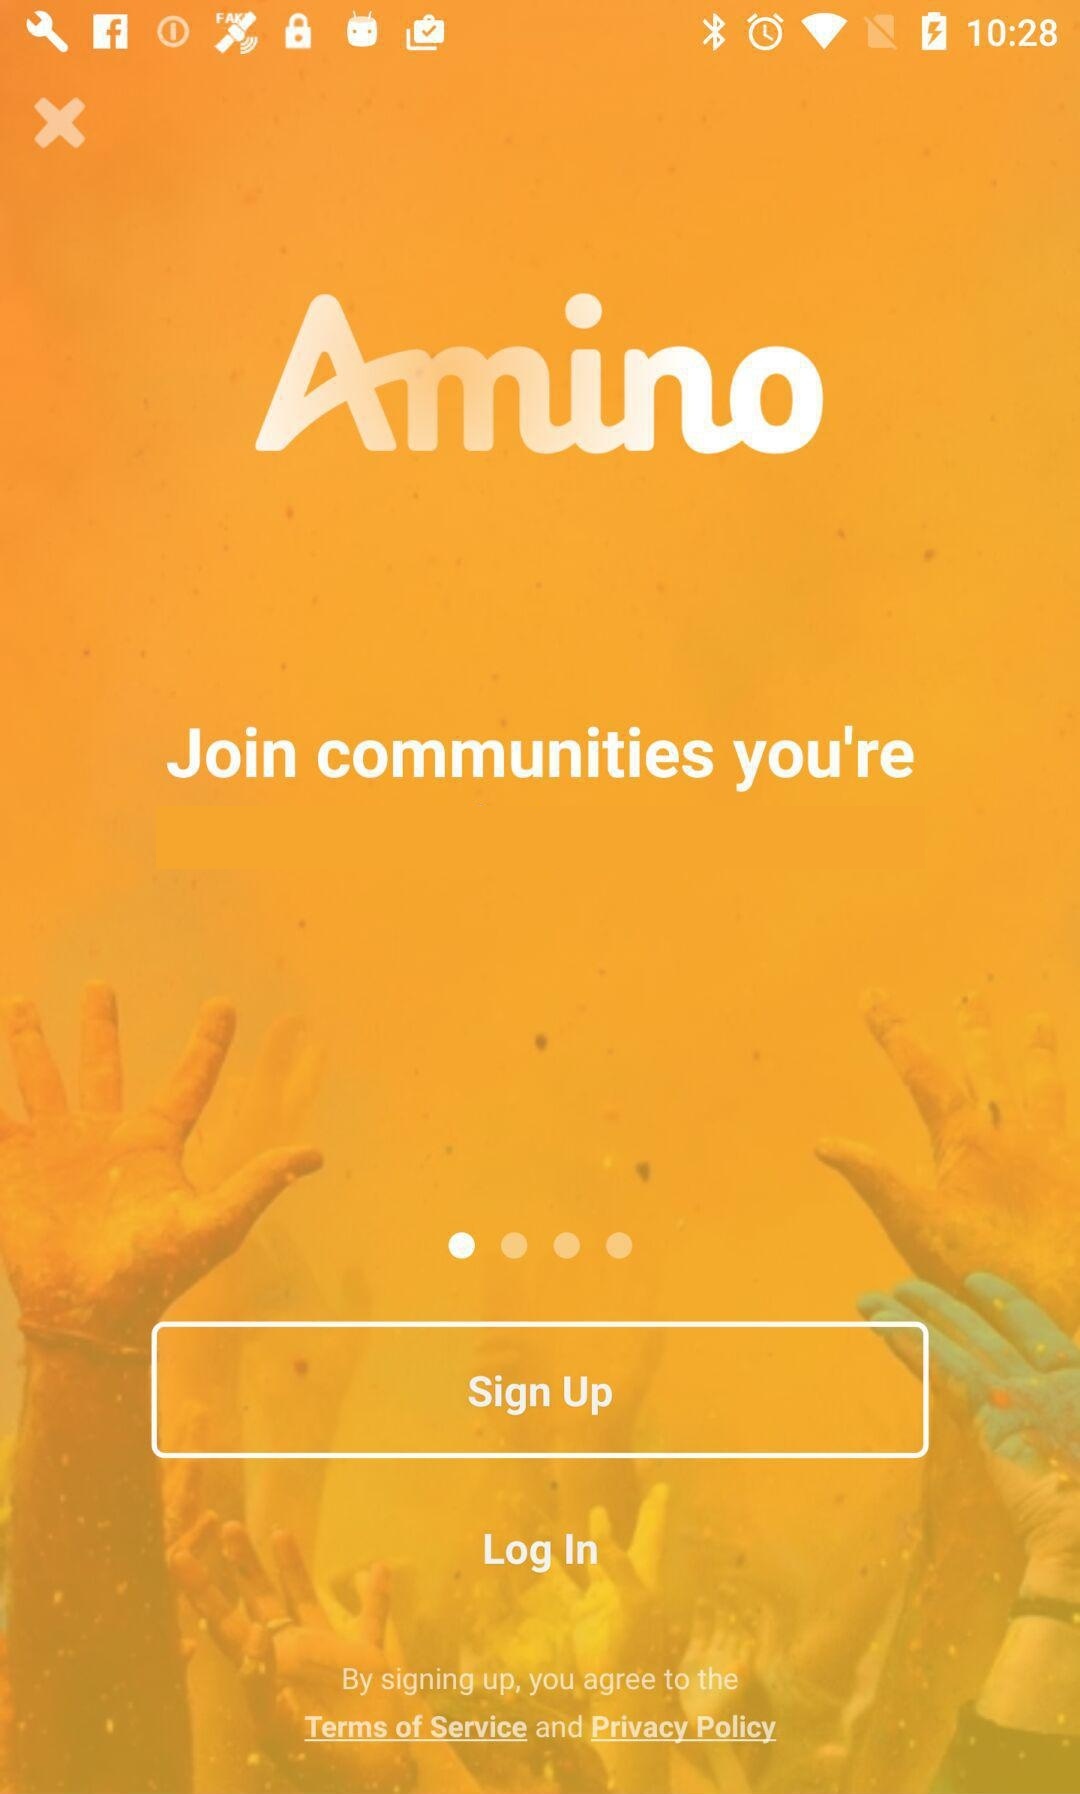 FAKE
10:28
Amino
Join communities you're
Sign Up
Log In
By signing up, you agree to the
Terms of Service and Privacy Policy